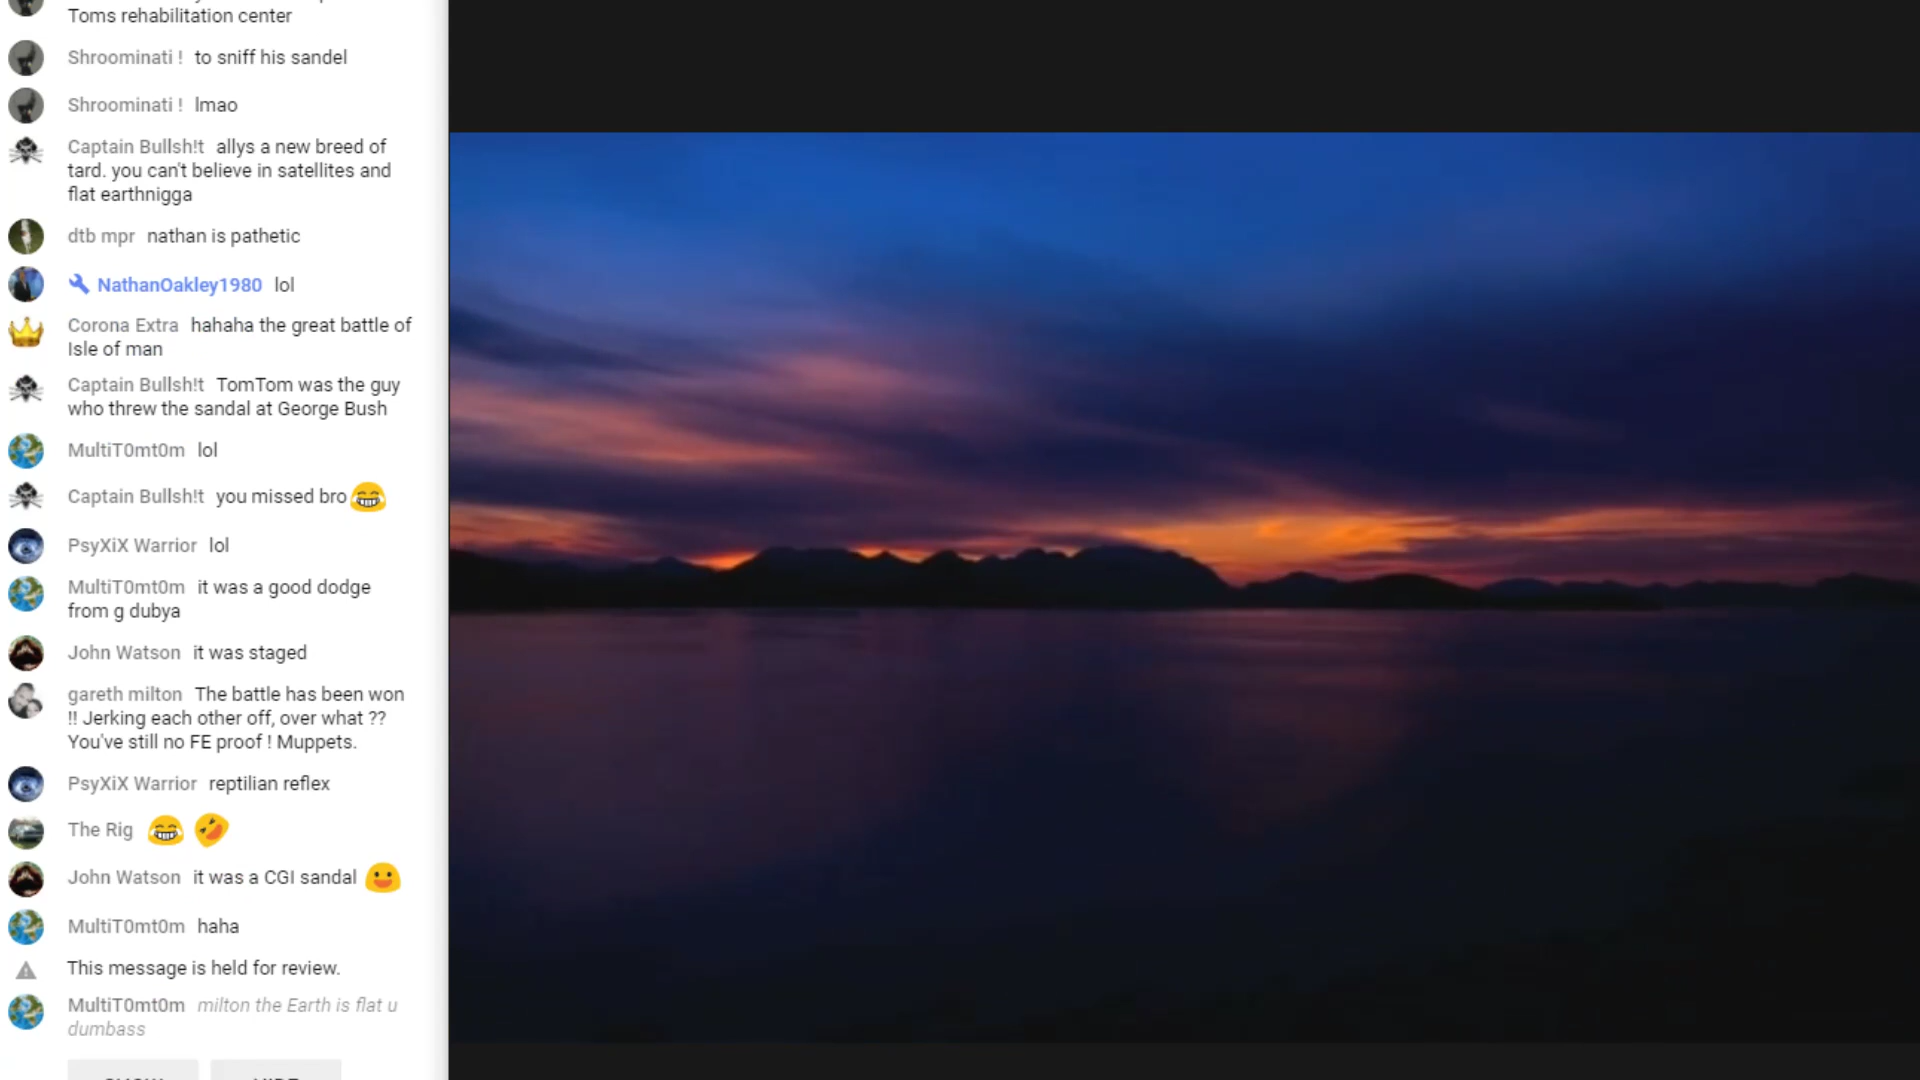 Toms rehabilitation center
Shroominati ! to sniff his sandel
Shroominati ! lmao
Captain Bullsh!t allys a new breed of
tard. you can't believe in satellites and
flat earthnigga
dtb mpr nathan is pathetic
NathanOakley1980 lol
Corona Extra hahaha the great battle of
Isle of man
Captain Bullsh!t TomTom was the guy
who threw the sandal at George Bush
MultiT0mt0m lol
Captain Bullsh!t you missed bro
PsyXiX Warrior lol
MultiT0mt0m it was a good dodge
from g dubya
John Watson it was staged
gareth milton The battle has been won
!! Jerking each other off, over what ??
You've still no FE proof ! Muppets.
PsyXiX Warrior reptilian reflex
The Rig
John Watson it was a CGI sandal
MultiT0mt0m haha
This message is held for review.
MultiT0mt0m milton the Earth is flat u
dumbass